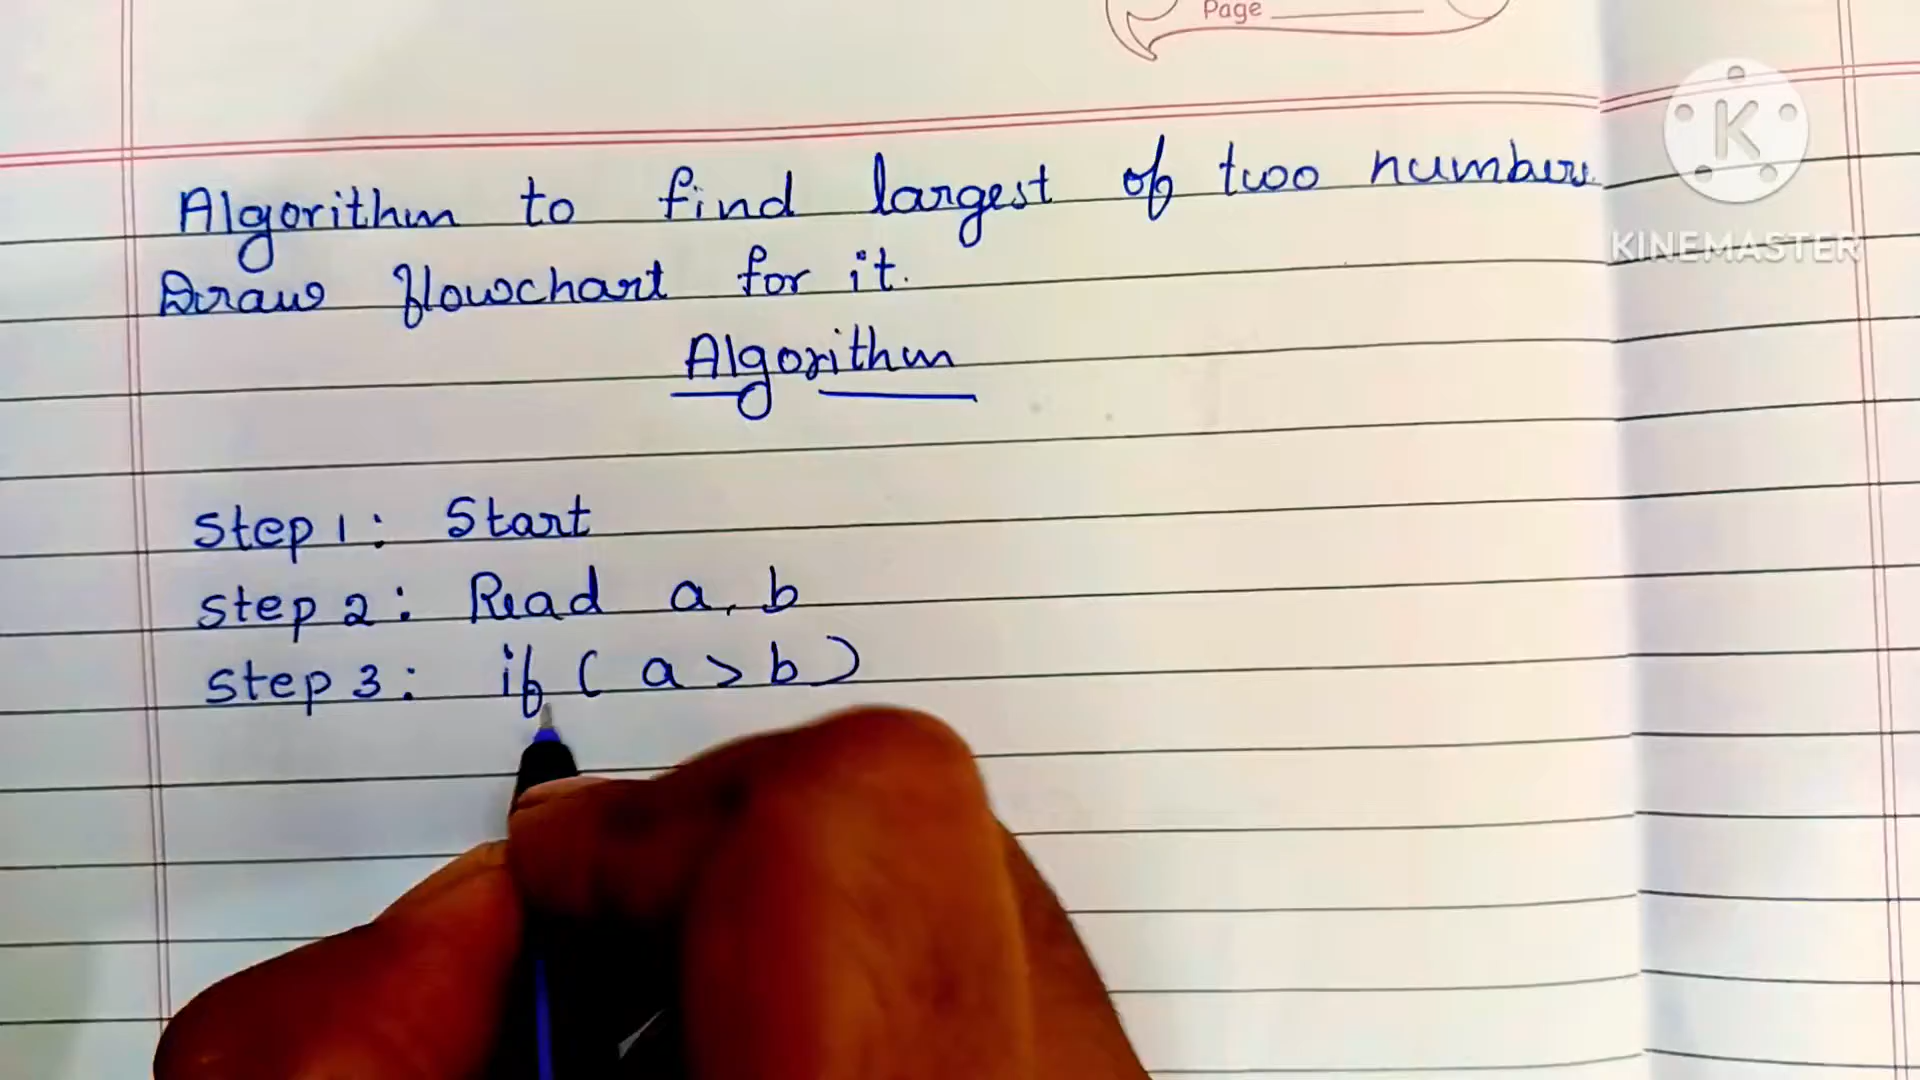 Page
K
KINEMASTER
Algorithm to find largest of two numbers.
Draw flowchart for it.
Algorithm
Step 1: Start
Step 2: Read a, b
Step 3: if ( a > b )